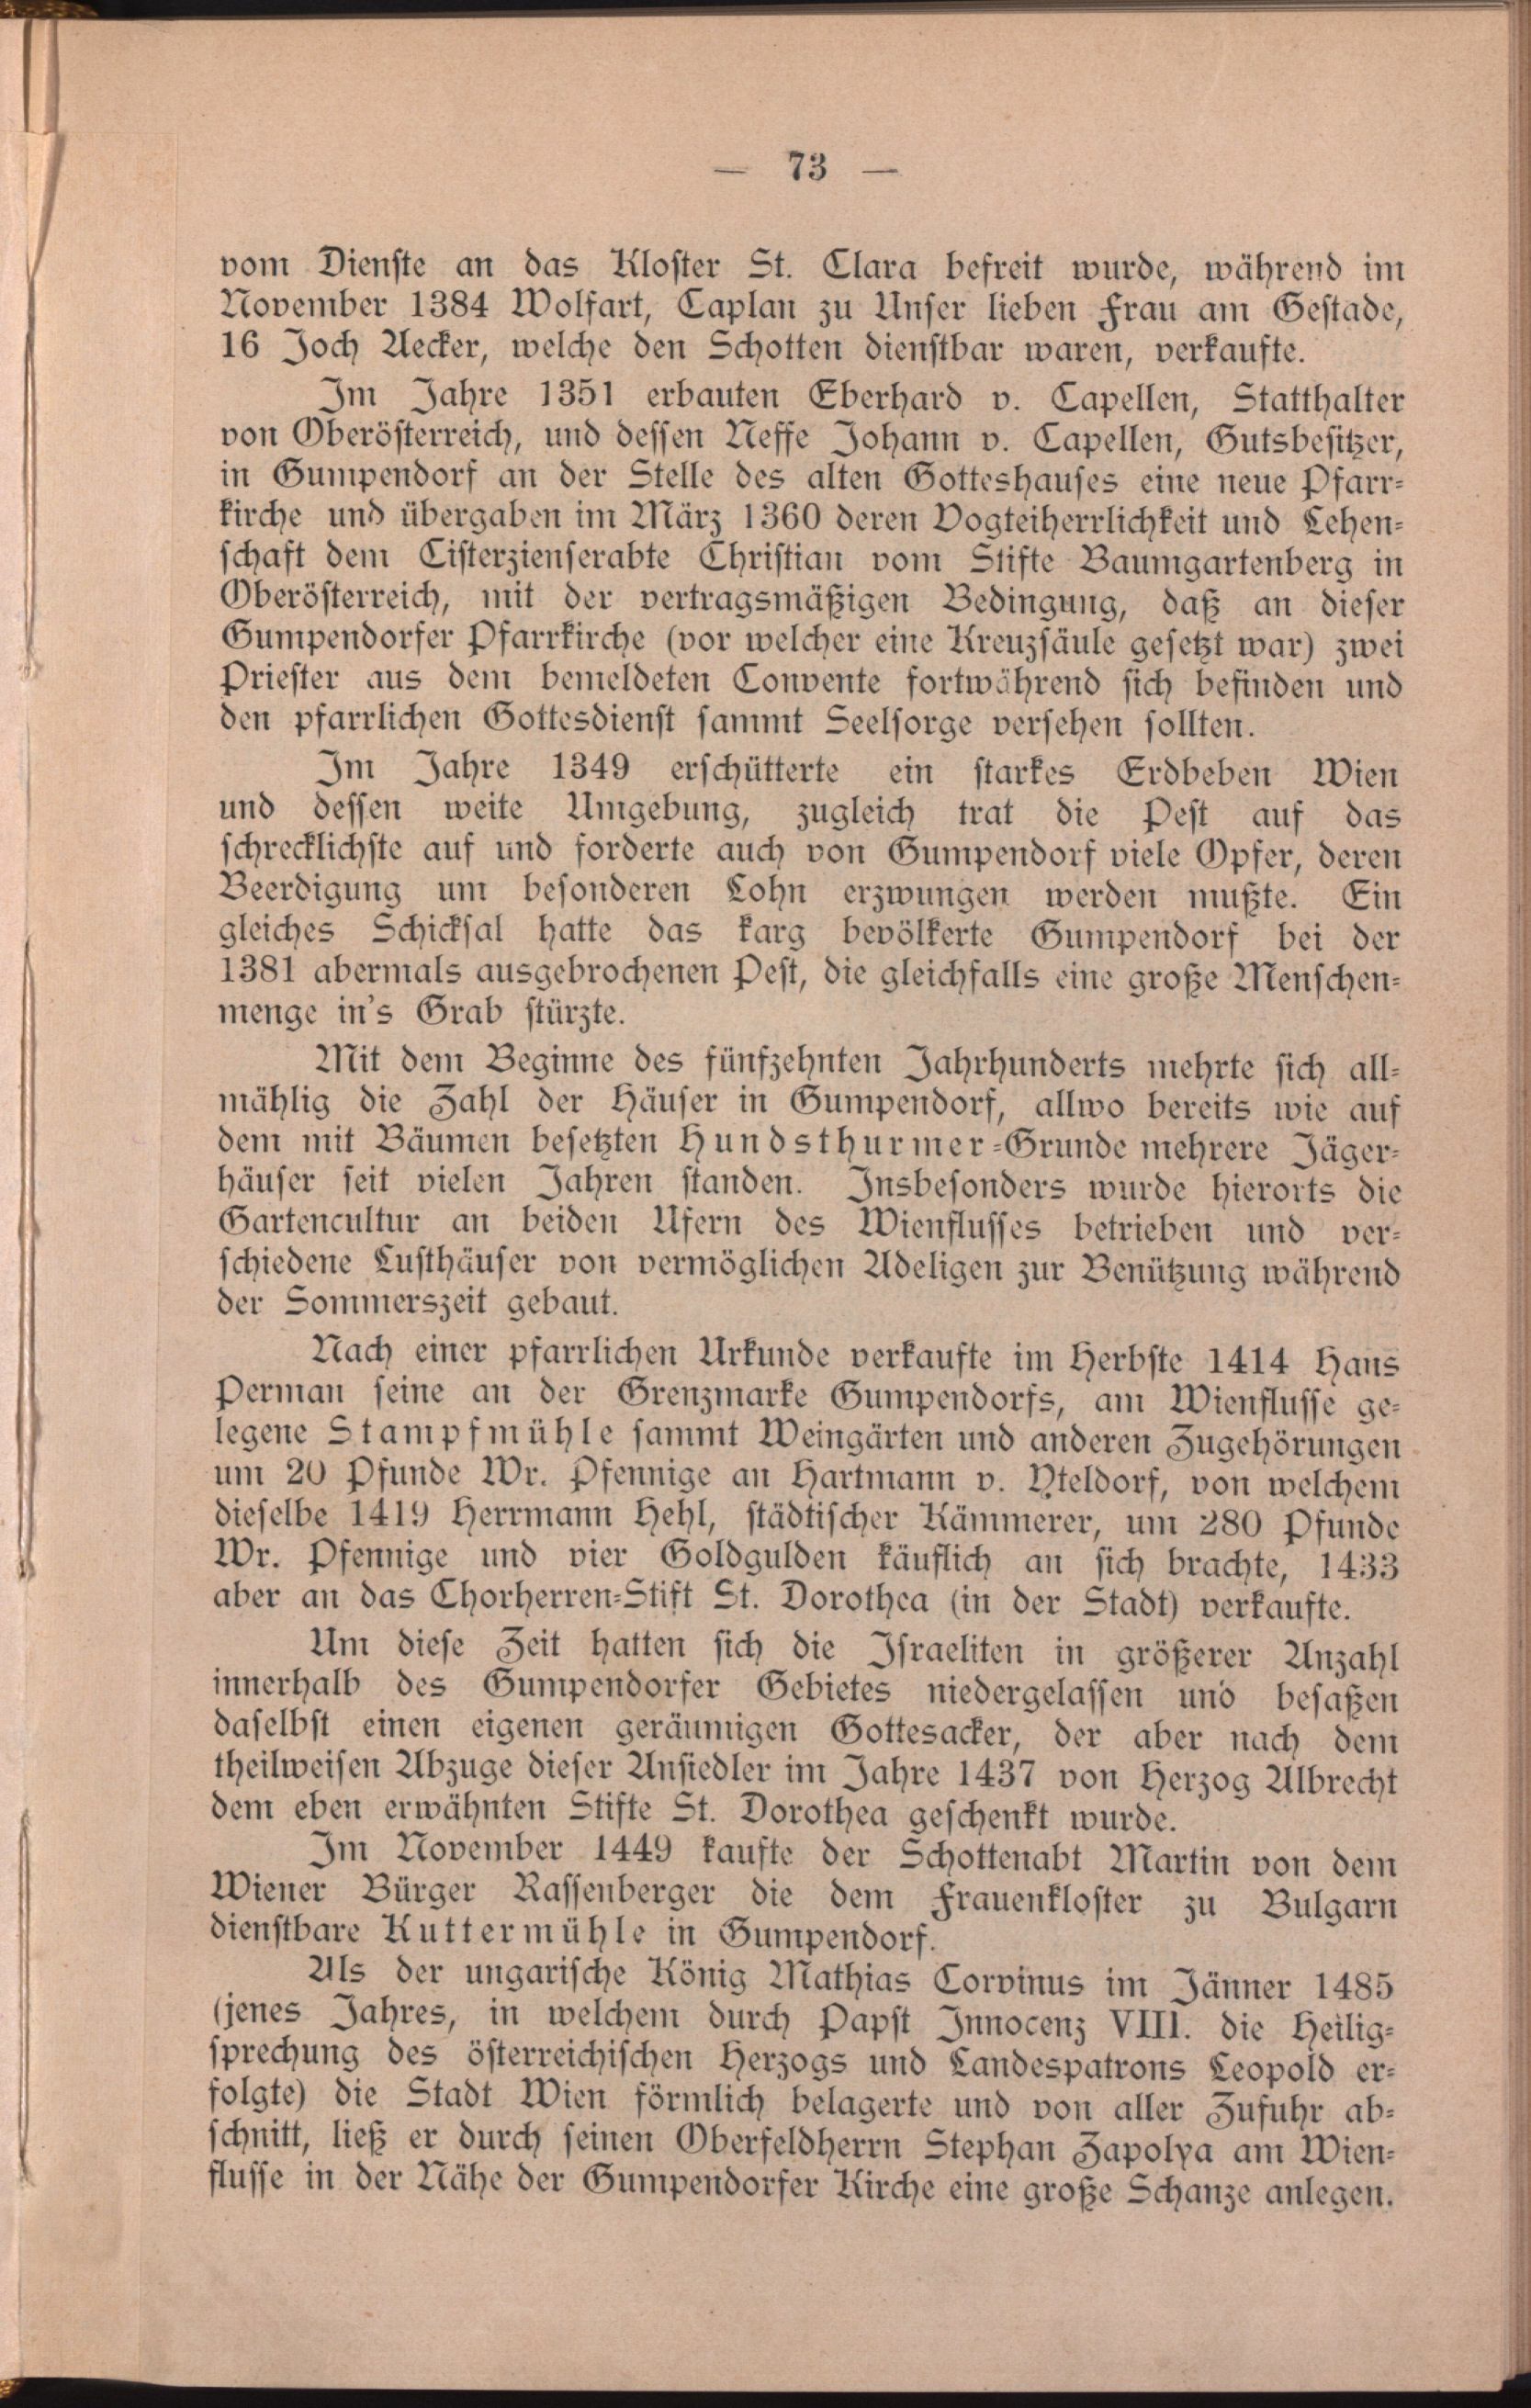 — 73 —
vom Dienste an das Kloster St. Clara befreit wurde, während im
November 1384 Wolfart, Caplan zu Unser lieben Frau am Gestade,
16 Joch Aecker, welche den Schotten dienstbar waren, verkaufte.
Im Jahre 1351 erbauten Eberhard v. Capellen, Statthalter
von Oberösterreich, und dessen Neffe Johann v. Capellen, Gutsbesitzer,
in Gumpendorf an der Stelle des alten Gotteshauses eine neue Pfarr-
kirche und übergaben im März 1360 deren Vogteiherrlichkeit und Lehen-
schaft dem Cisterzienserabte Christian vom Stifte Baumgartenberg in
Oberösterreich, mit der vertragsmäßigen Bedingung, daß an dieser
Gumpendorfer Pfarrkirche (vor welcher eine Kreuzsäule gesetzt war) zwei
Priester aus dem bemeldeten Convente fortwährend sich befinden und
den pfarrlichen Gottesdienst sammt Seelsorge versehen sollten.
Im Jahre 1349 erschütterte ein starkes Erdbeben Wien
und dessen weite Umgebung, zugleich trat die Pest auf das
schrecklichste auf und forderte auch von Gumpendorf viele Opfer, deren
Beerdigung um besonderen Lohn erzwungen werden mußte. Ein
gleiches Schicksal hatte das karg bevölkerte Gumpendorf bei der
1381 abermals ausgebrochenen Pest, die gleichfalls eine große Menschen-
menge in's Grab stürzte.
Mit dem Beginne des fünfzehnten Jahrhunderts mehrte sich all-
mählig die Zahl der Häuser in Gumpendorf, allwo bereits wie auf
dem mit Bäumen besetzten Hundsthurmer-Grunde mehrere Jäger-
häuser seit vielen Jahren standen. Insbesonders wurde hierorts die
Gartencultur an beiden Ufern des Wienflusses betrieben und ver-
schiedene Lusthäuser von vermöglichen Adeligen zur Benützung während
der Sommerszeit gebaut.
Nach einer pfarrlichen Urkunde verkaufte im Herbste 1414 Hans
Perman seine an der Grenzmarke Gumpendorfs, am Wienflusse ge-
legene Stampfmühle sammt Weingärten und anderen Zugehörungen
um 20 Pfunde Wr. Pfennige an Hartmann v. Yteldorf, von welchem
dieselbe 1419 Herrmann Hehl, städtischer Kämmerer, um 280 Pfunde
Wr. Pfennige und vier Goldgulden käuflich an sich brachte, 1433
aber an das Chorherren-Stift St. Dorothea (in der Stadt) verkaufte.
Um diese Zeit hatten sich die Israeliten in größerer Anzahl
innerhalb des Gumpendorfer Gebietes niedergelassen und besaßen
daselbst einen eigenen geräumigen Gottesacker, der aber nach dem
theilweisen Abzuge dieser Ansiedler im Jahre 1437 von Herzog Albrecht
dem eben erwähnten Stifte St. Dorothea geschenkt wurde.
Im November 1449 kaufte der Schottenabt Martin von dem
Wiener Bürger Rassenberger die dem Frauenkloster zu Bulgarn
dienstbare Kuttermühle in Gumpendorf.
Als der ungarische König Mathias Corvinus im Jänner 1485
(jenes Jahres, in welchem durch Papst Innocenz VIII. die Heilig-
sprechung des österreichischen Herzogs und Landespatrons Leopold er-
folgte) die Stadt Wien förmlich belagerte und von aller Zufuhr ab-
schnitt, ließ er durch seinen Oberfeldherrn Stephan Zapolya am Wien-
flusse in der Nähe der Gumpendorfer Kirche eine große Schanze anlegen.